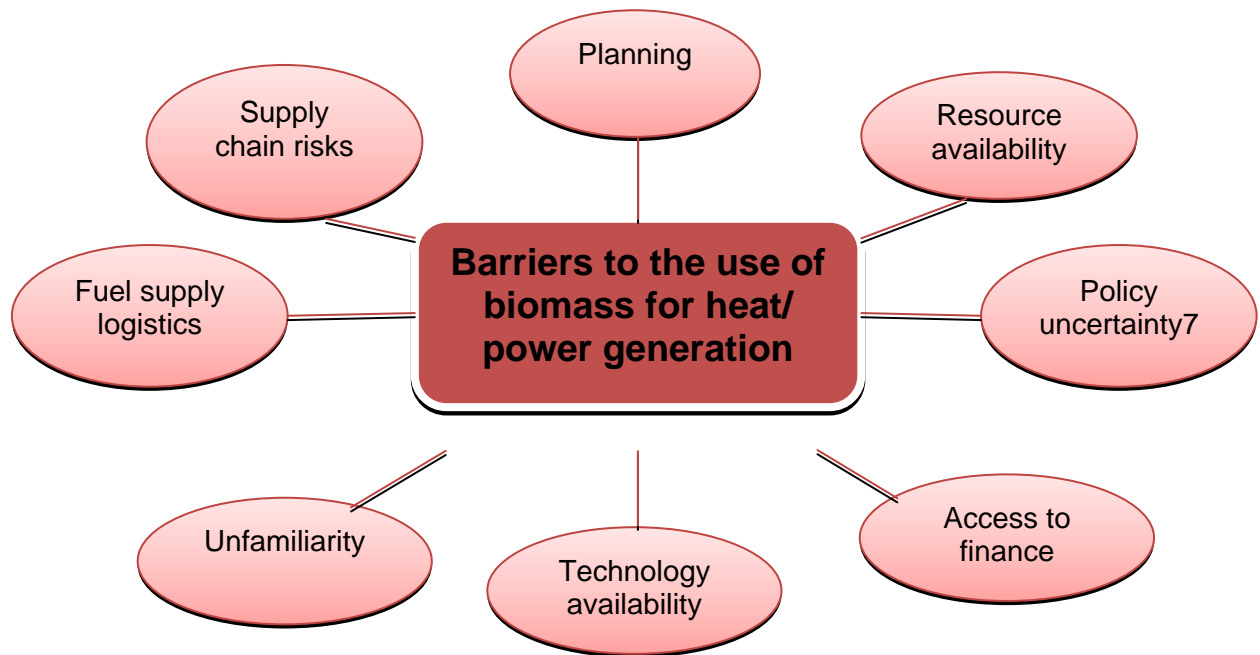 Planning
Supply
chain risks
Resource
availability
Barriers to the use of
biomass for heat/
power generation
Fuel supply
logistics
Policy
uncertainty7
Unfamiliarity
Technology
availability
Access to
finance